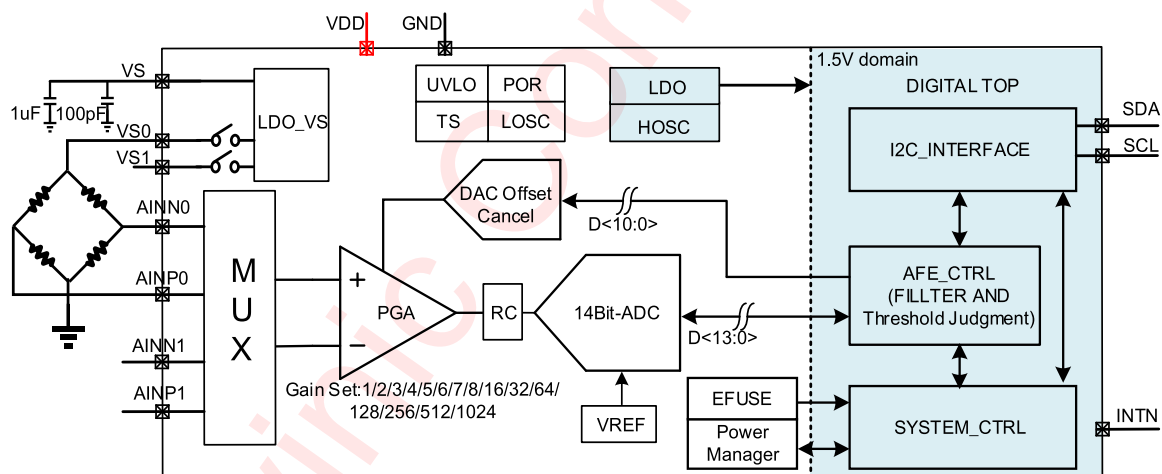 VDD
GND
1.5V domain
VS
UVLO
POR
LDO
DIGITAL TOP
1uF
100pF
TS
LOSC
HOSC
LDO_VS
SDA
VS0
I2C_INTERFACE
SCL
VS1
DAC Offset
Cancel
AINN0
D<10:0>
M
U
X
AINP0
PGA
RC
14Bit-ADC
AFE_CTRL
(FILLTER AND
Threshold Judgment)
D<13:0>
AINN1
Gain Set:1/2/3/4/5/6/7/8/16/32/64/
128/256/512/1024
AINP1
VREF
EFUSE
Power
Manager
SYSTEM_CTRL
INTN